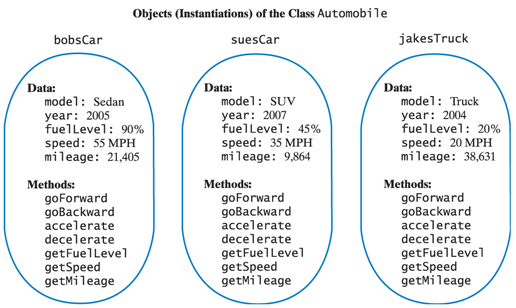 Objects (Instantiations) of the Class Automobile
bobsCar
Data:
model: Sedan
year: 2005
fuelLevel: 90%
speed: 55 MPH
mileage: 21,405
Methods:
goForward
goBackward
accelerate
decelerate
getFuelLevel
getSpeed
getMileage
suesCar
Data:
model: SUV
year: 2007
fuelLevel: 45%
speed: 35 MPH
mileage: 9,864
Methods:
goForward
goBackward
accelerate
decelerate
getFuelLevel
getSpeed
getMileage
jakesTruck
Data:
model: Truck
year: 2004
fuelLevel: 20%
speed: 20 MPH
mileage: 38,631
Methods:
goForward
goBackward
accelerate
decelerate
getFuelLevel
getSpeed
getMileage